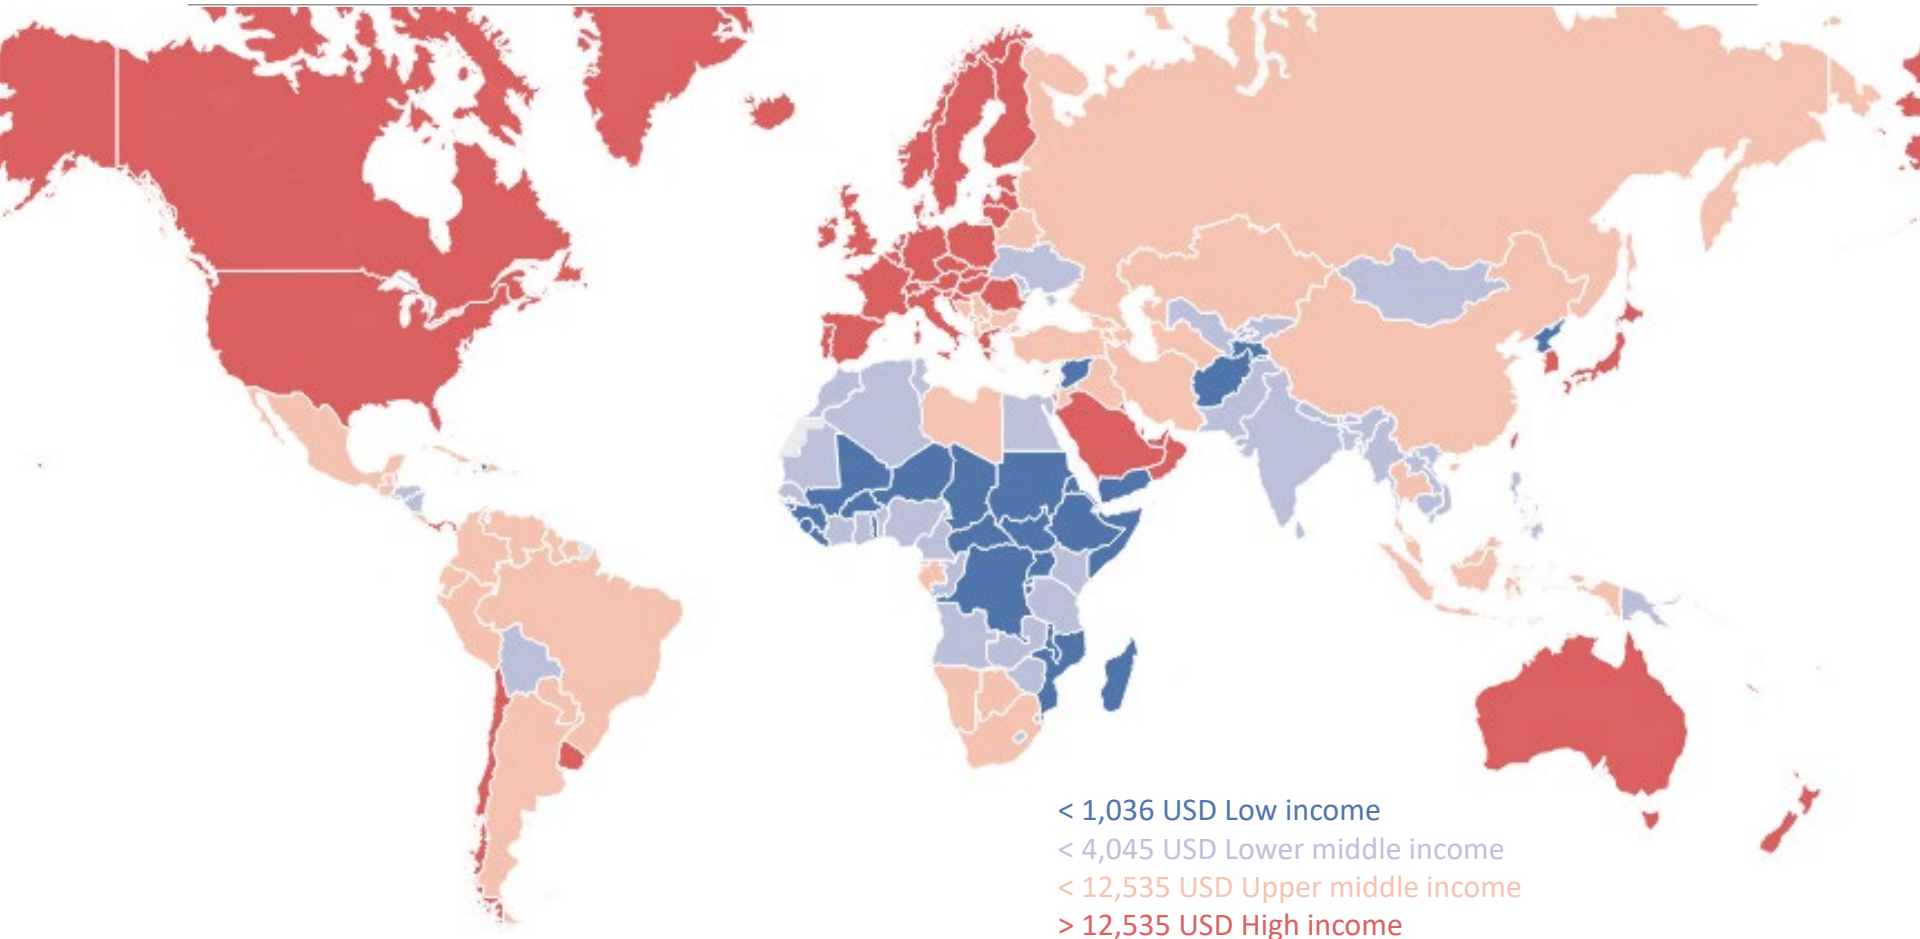 < 1,036 USD Low income
< 4,045 USD Lower middle income
< 12,535 USD Upper middle income
> 12,535 USD High income